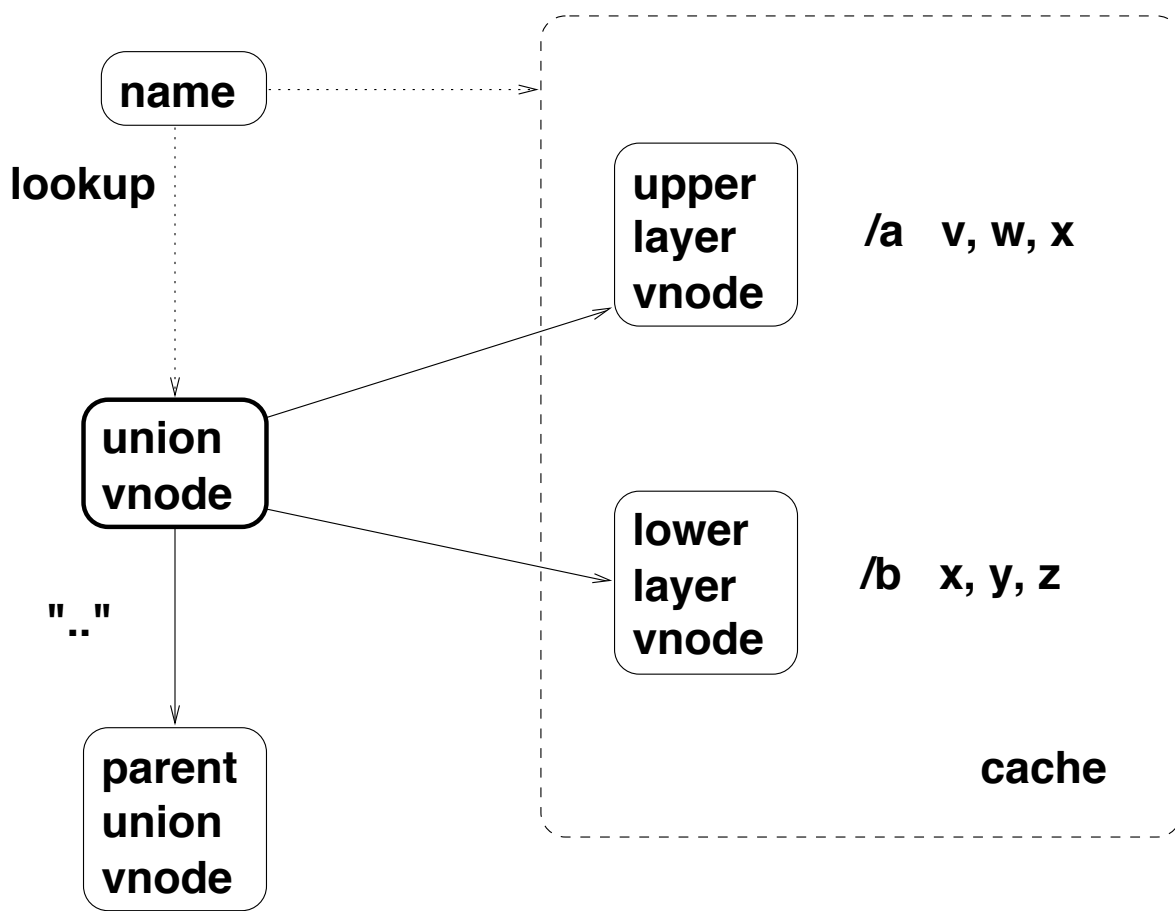 name
lookup
upper
layer
vnode
/a v, w, x
union
vnode
lower
layer
vnode
/b x, y, z
".."
parent
union
vnode
cache